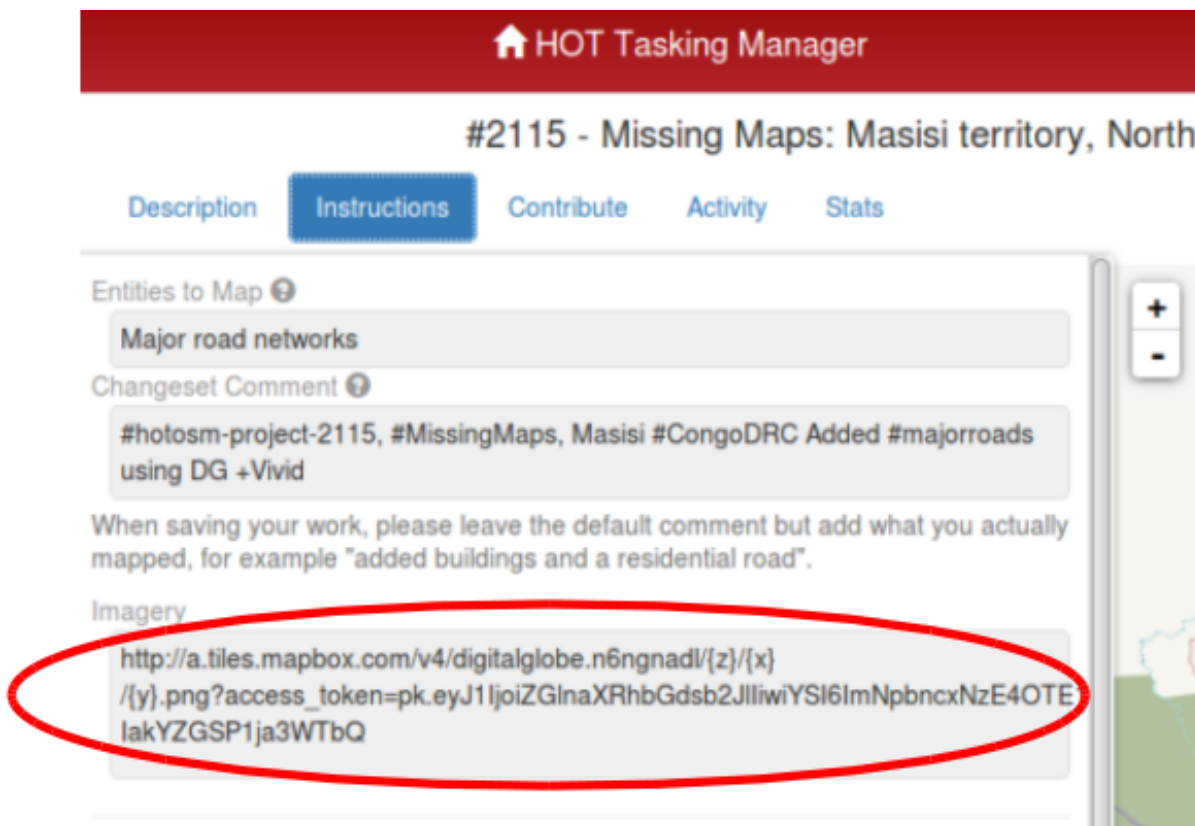 HOT Tasking Manager
#2115 - Missing Maps: Masisi territory, North
Description Instructions Contribute Activity Stats
Entities to Map
Major road networks
Changeset Comment
#hotosm-project-2115, #MissingMaps, Masisi #CongoDRC Added #majorroads
using DG +Vivid
When saving your work, please leave the default comment but add what you actually
mapped, for example "added buildings and a residential road".
Imagery
http://a.tiles.mapbox.com/v4/digitalglobe.n6ngnadl/{z}/{x}
/{y}.png?access_token=pk.eyJ1IjoiZGlnaXRhbGdsb2JlIiwiYSI6ImNpbncxNzE4OTE
IakYZGSP1ja3WTbQ
+
-